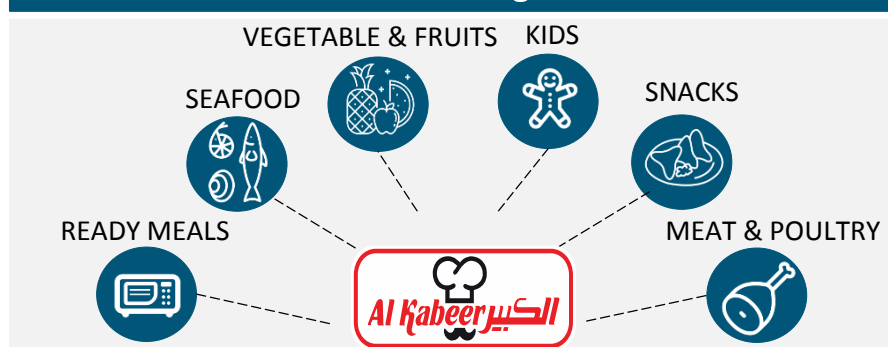 VEGETABLE & FRUITS
KIDS
SEAFOOD
SNACKS
READY MEALS
MEAT & POULTRY
Al Kabeer الكبير